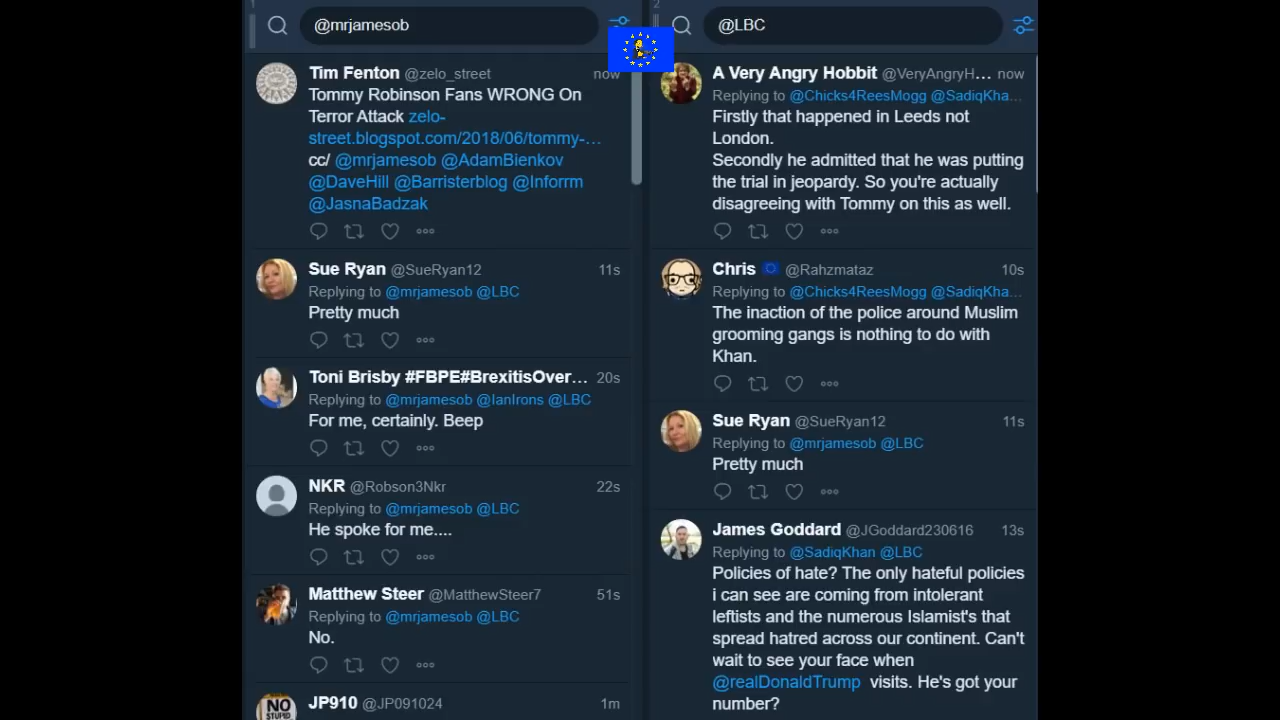 1
@mrjamesob
Tim Fenton @zelo_street now
Tommy Robinson Fans WRONG On
Terror Attack zelo-
street.blogspot.com/2018/06/tommy-…
cc/ @mrjamesob @AdamBienkov
@DaveHill @Barristerblog @Inforrm
@JasnaBadzak
Sue Ryan @SueRyan12 11s
Replying to @mrjamesob @LBC
Pretty much
Toni Brisby #FBPE#BrexitisOver… 20s
Replying to @mrjamesob @IanIrons @LBC
For me, certainly. Beep
NKR @Robson3Nkr 22s
Replying to @mrjamesob @LBC
He spoke for me....
Matthew Steer @MatthewSteer7 51s
Replying to @mrjamesob @LBC
No.
NO
STUPID
JP910 @JP091024 1m
2
@LBC
A Very Angry Hobbit @VeryAngryH… now
Replying to @Chicks4ReesMogg @SadiqKha…
Firstly that happened in Leeds not
London.
Secondly he admitted that he was putting
the trial in jeopardy. So you're actually
disagreeing with Tommy on this as well.
Chris @Rahzmataz 10s
Replying to @Chicks4ReesMogg @SadiqKha…
The inaction of the police around Muslim
grooming gangs is nothing to do with
Khan.
Sue Ryan @SueRyan12 11s
Replying to @mrjamesob @LBC
Pretty much
James Goddard @JGoddard230616 13s
Replying to @SadiqKhan @LBC
Policies of hate? The only hateful policies
i can see are coming from intolerant
leftists and the numerous Islamist's that
spread hatred across our continent. Can't
wait to see your face when
@realDonaldTrump visits. He's got your
number?